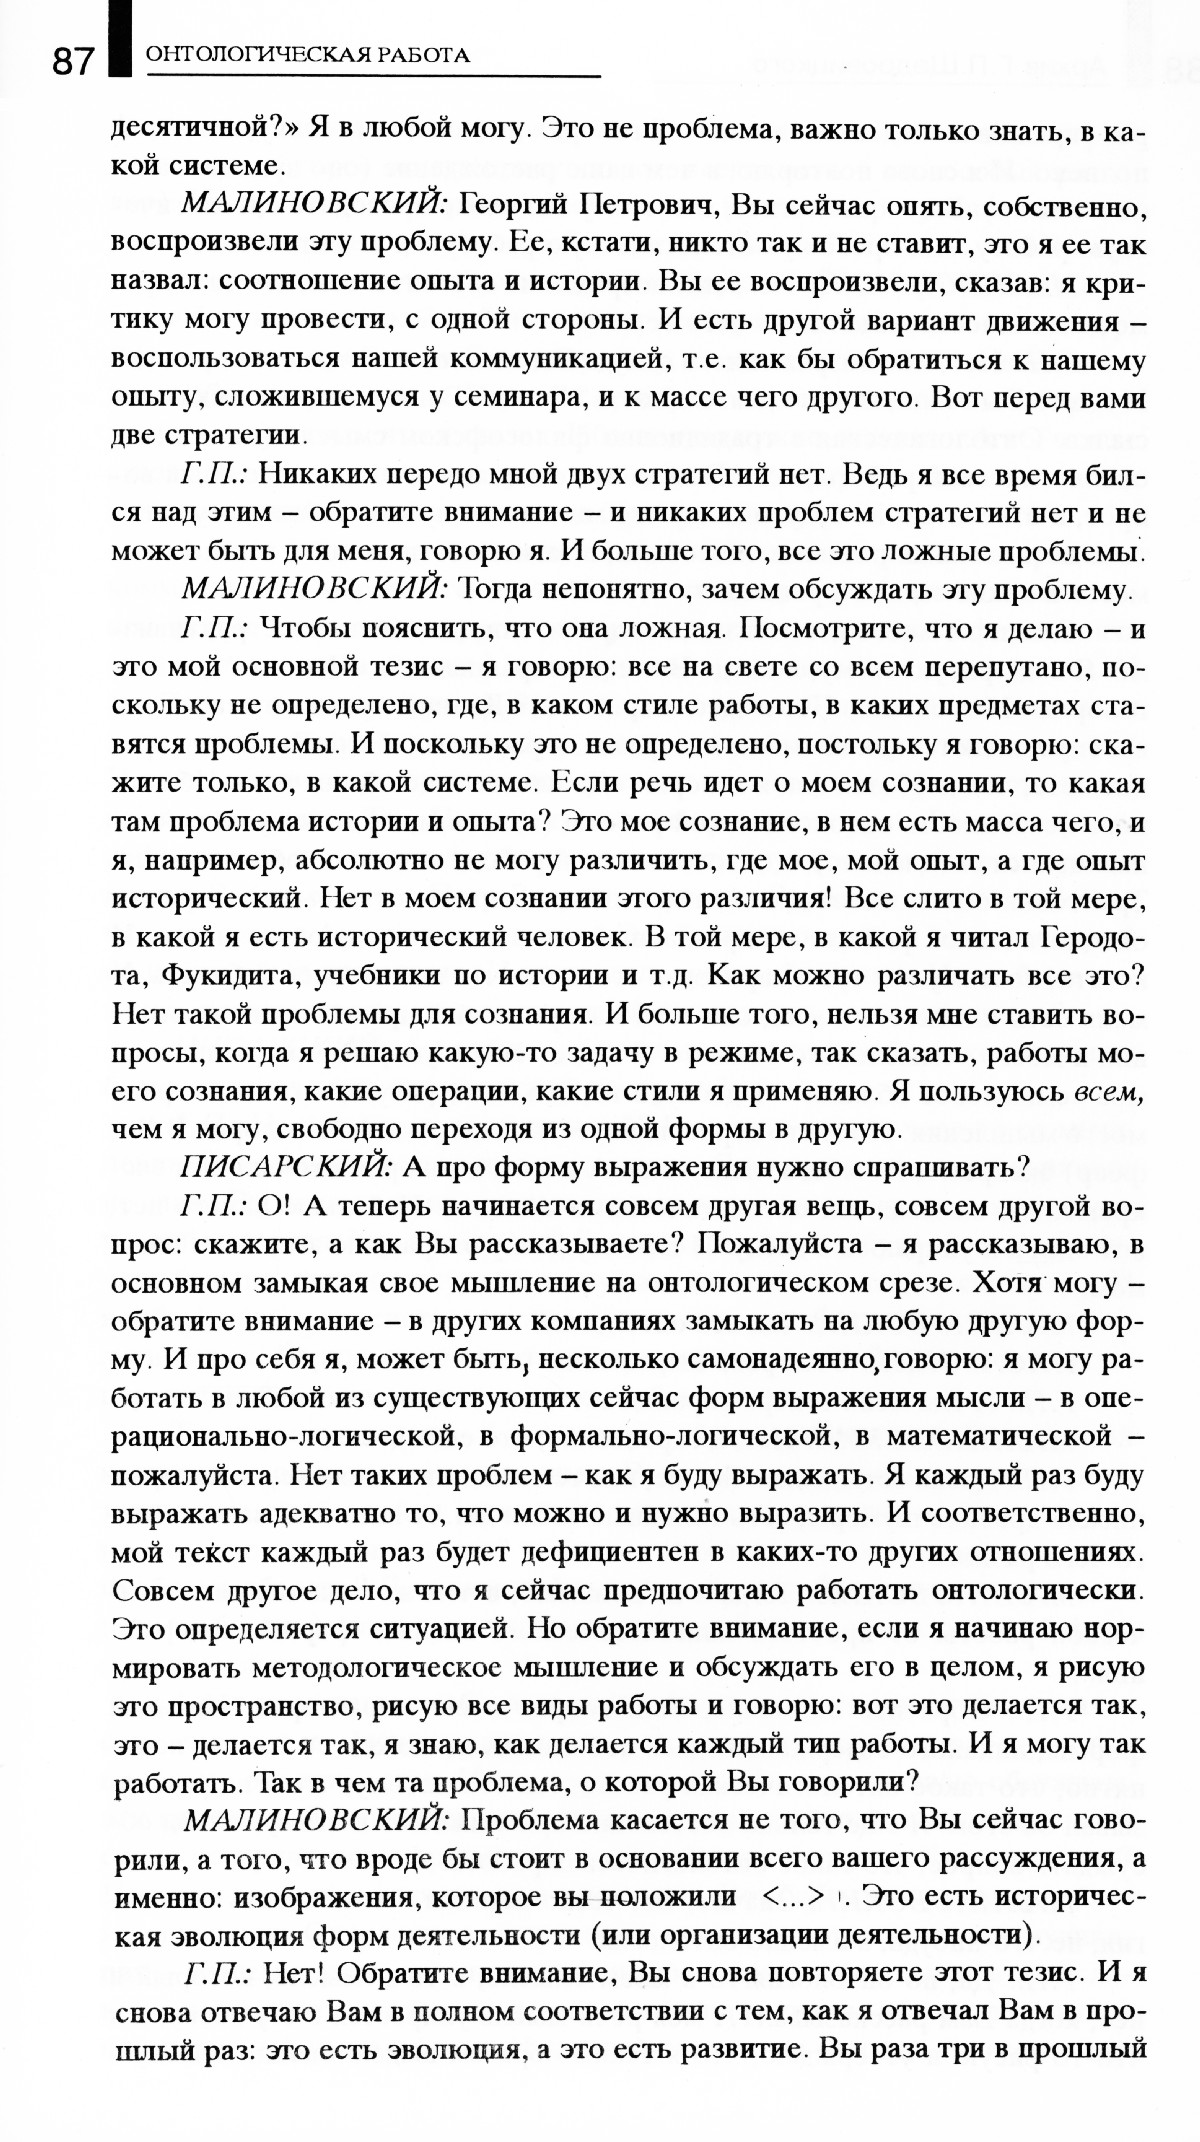 87 ОНТОЛОГИЧЕСКАЯ РАБОТА
десятичной?» Я в любой могу. Это не проблема, важно только знать, в ка-
кой системе.
МАЛИНОВСКИЙ: Георгий Петрович, Вы сейчас опять, собственно,
воспроизвели эту проблему. Ее, кстати, никто так и не ставит, это я ее так
назвал: соотношение опыта и истории. Вы ее воспроизвели, сказав: я кри-
тику могу провести, с одной стороны. И есть другой вариант движения –
воспользоваться нашей коммуникацией, т.е. как бы обратиться к нашему
опыту, сложившемуся у семинара, и к массе чего другого. Вот перед вами
две стратегии.
Г.П.: Никаких передо мной двух стратегий нет. Ведь я все время бил-
ся над этим – обратите внимание – и никаких проблем стратегий нет и не
может быть для меня, говорю я. И больше того, все это ложные проблемы.
МАЛИНОВСКИЙ: Тогда непонятно, зачем обсуждать эту проблему.
Г.П.: Чтобы пояснить, что она ложная. Посмотрите, что я делаю – и
это мой основной тезис – я говорю: все на свете со всем перепутано, по-
скольку не определено, где, в каком стиле работы, в каких предметах ста-
вятся проблемы. И поскольку это не определено, постольку я говорю: ска-
жите только, в какой системе. Если речь идет о моем сознании, то какая
там проблема истории и опыта? Это мое сознание, в нем есть масса чего, и
я, например, абсолютно не могу различить, где мое, мой опыт, а где опыт
исторический. Нет в моем сознании этого различия! Все слито в той мере,
в какой я есть исторический человек. В той мере, в какой я читал Геродо-
та, Фукидита, учебники по истории и т.д. Как можно различать все это?
Нет такой проблемы для сознания. И больше того, нельзя мне ставить во-
просы, когда я решаю какую-то задачу в режиме, так сказать, работы мо-
его сознания, какие операции, какие стили я применяю. Я пользуюсь всем,
чем я могу, свободно переходя из одной формы в другую.
ПИСАРСКИЙ: А про форму выражения нужно спрашивать?
Г.П.: О! А теперь начинается совсем другая вещь, совсем другой во-
прос: скажите, а как Вы рассказываете? Пожалуйста – я рассказываю, в
основном замыкая свое мышление на онтологическом срезе. Хотя могу –
обратите внимание – в других компаниях замыкать на любую другую фор-
му. И про себя я, может быть, несколько самонадеянно, говорю: я могу ра-
ботать в любой из существующих сейчас форм выражения мысли – в опе-
рационально-логической, в формально-логической, в математической –
пожалуйста. Нет таких проблем – как я буду выражать. Я каждый раз буду
выражать адекватно то, что можно и нужно выразить. И соответственно,
мой текст каждый раз будет дефициентен в каких-то других отношениях.
Совсем другое дело, что я сейчас предпочитаю работать онтологически.
Это определяется ситуацией. Но обратите внимание, если я начинаю нор-
мировать методологическое мышление и обсуждать его в целом, я рисую
это пространство, рисую все виды работы и говорю: вот это делается так,
это – делается так, я знаю, как делается каждый тип работы. И я могу так
работать. Так в чем та проблема, о которой Вы говорили?
МАЛИНОВСКИЙ: Проблема касается не того, что Вы сейчас гово-
рили, а того, что вроде бы стоит в основании всего вашего рассуждения, а
именно: изображения, которое вы положили <...> . Это есть историчес-
кая эволюция форм деятельности (или организации деятельности).
Г.П.: Нет! Обратите внимание, Вы снова повторяете этот тезис. И я
снова отвечаю Вам в полном соответствии с тем, как я отвечал Вам в про-
шлый раз: это есть эволюция, а это есть развитие. Вы раза три в прошлый